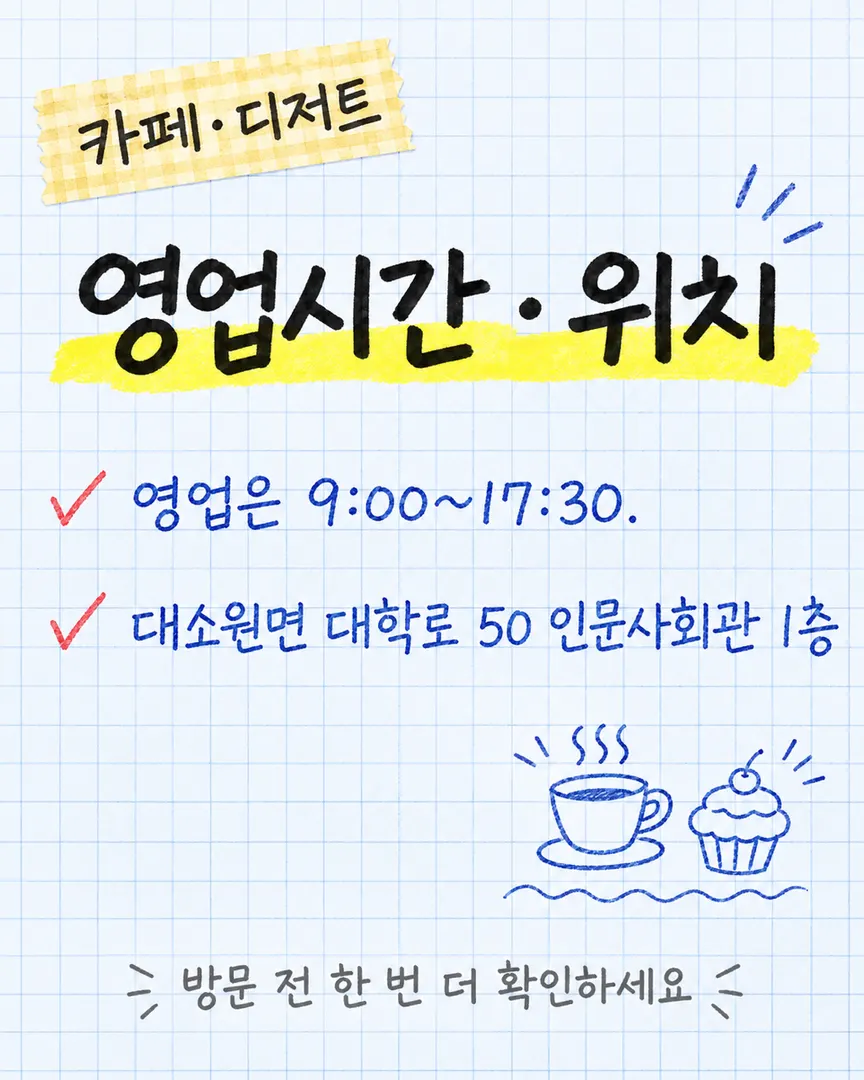 카페·디저트
영업시간·위치
영업은 9:00~17:30.
대소원면 대학로 50 인문사회관 1층
방문 전 한 번 더 확인하세요